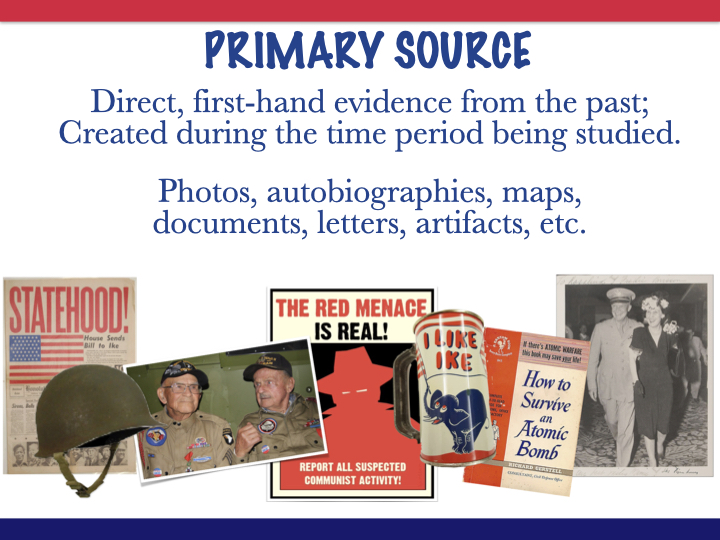 PRIMARY SOURCE
Direct, first-hand evidence from the past;
Created during the time period being studied.
Photos, autobiographies, maps,
documents, letters, artifacts, etc.
STATEHOOD!
House Sends
Bill to Ike
THE RED MENACE
IS REAL!
REPORT ALL SUSPECTED
COMMUNIST ACTIVITY!
I LIKE
IKE
If there's ATOMIC WARFARE
this book may save your life!
How to
Survive
an
Atomic
Bomb
RICHARD GERSTELL